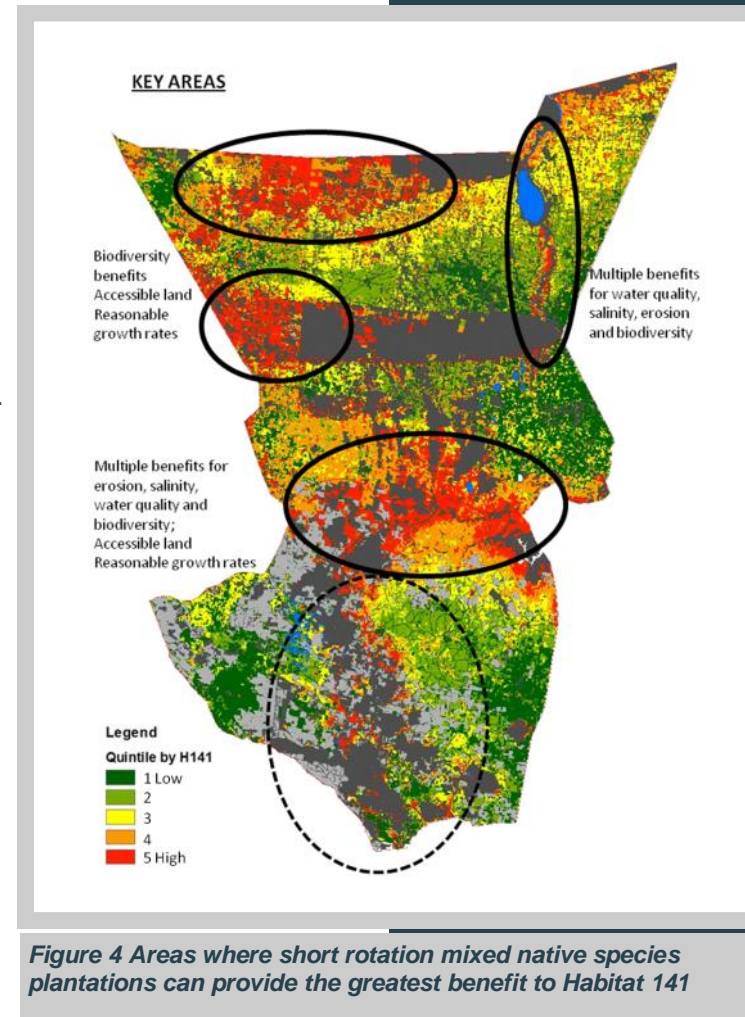 KEY AREAS
Biodiversity
benefits
Accessible land
Reasonable
growth rates
Multiple benefits
for water quality,
salinity, erosion
and biodiversity
Multiple benefits for
erosion, salinity,
water quality and
biodiversity;
Accessible land
Reasonable growth rates
Legend
Quintile by H141
1 Low
2
3
4
5 High
Figure 4 Areas where short rotation mixed native species
plantations can provide the greatest benefit to Habitat 141